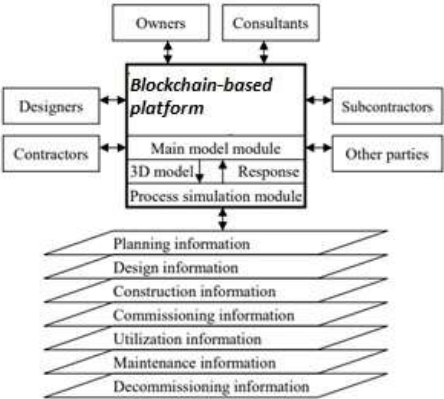 Owners
Consultants
Blockchain-based
platform
Designers
Subcontractors
Contractors
Main model module
Other parties
3D model
Response
Process simulation module
Planning information
Design information
Construction information
Commissioning information
Utilization information
Maintenance information
Decommissioning information